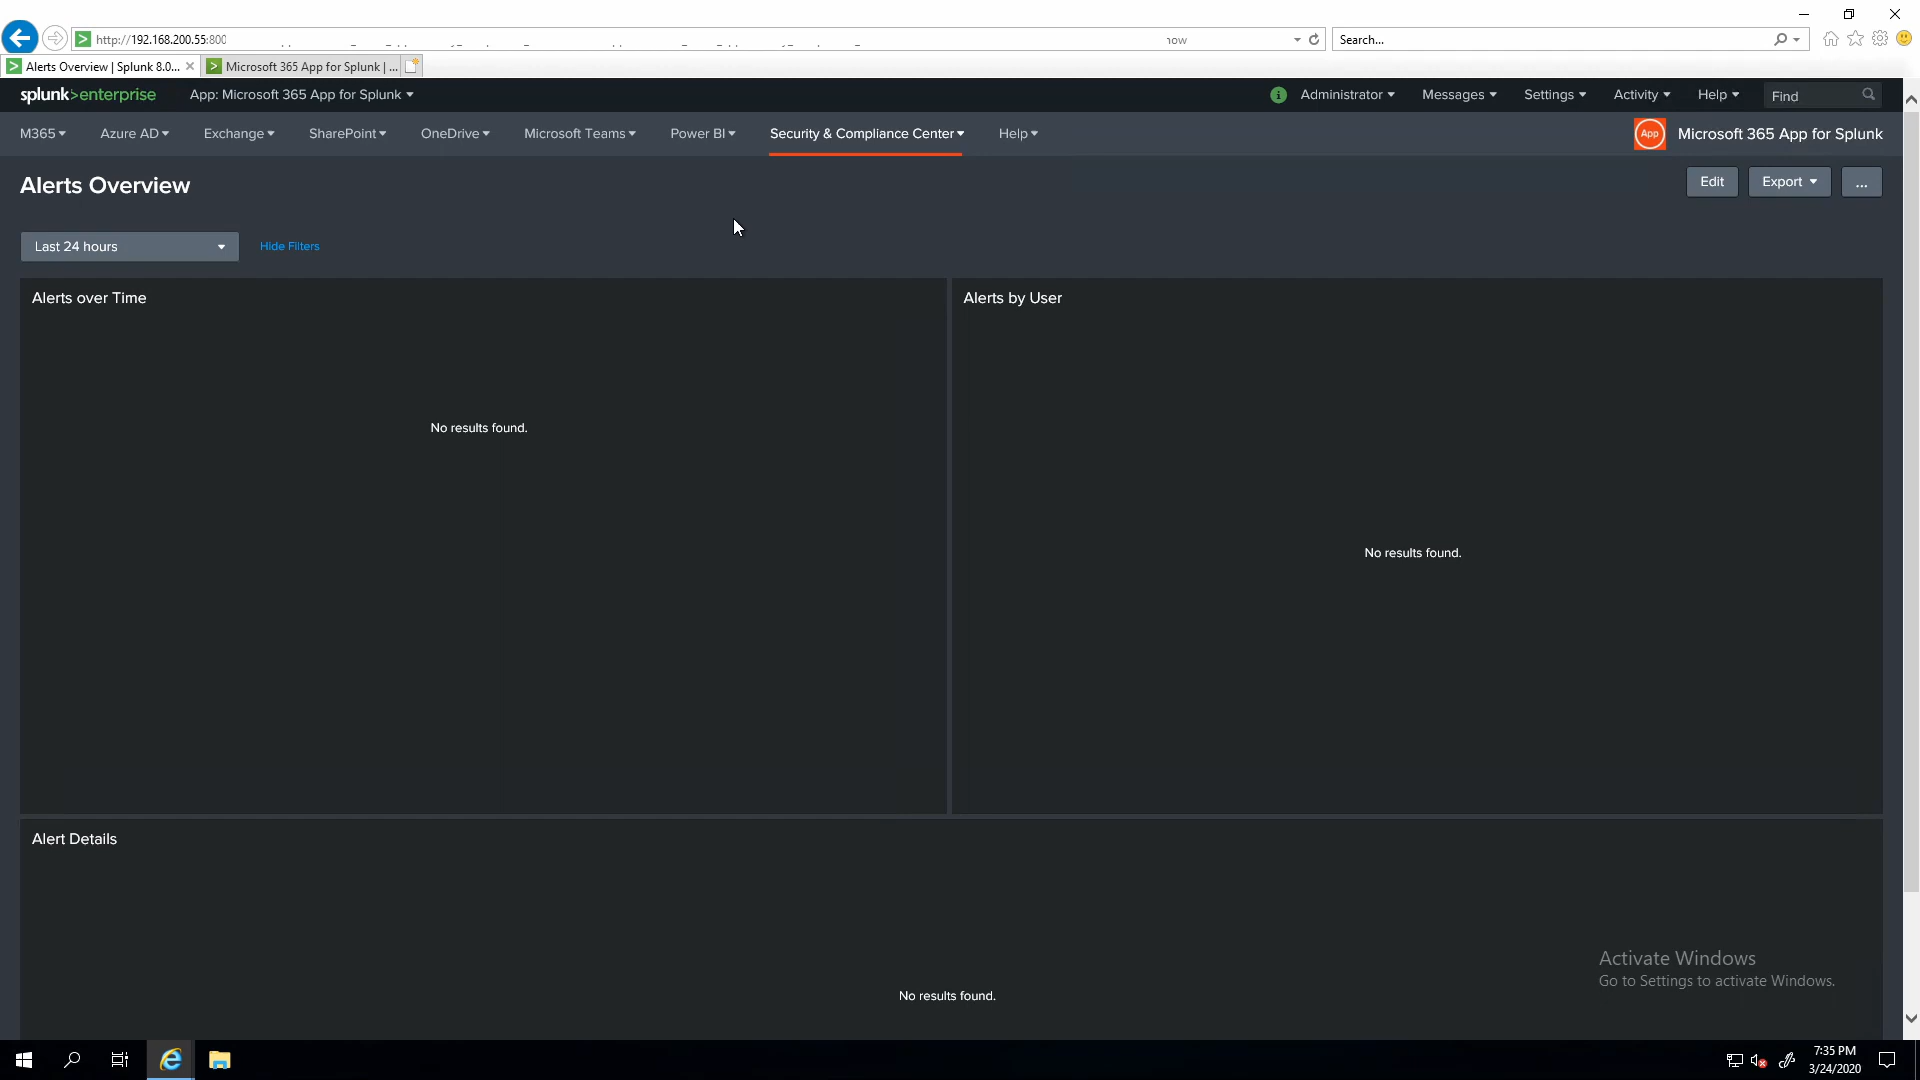 http://192.168.200.55:800
Search...
Alerts Overview | Splunk 8.0...
Microsoft 365 App for Splunk | ...
splunk>enterprise
App: Microsoft 365 App for Splunk
Administrator
Messages
Settings
Activity
Help
Find
M365
Azure AD
Exchange
SharePoint
OneDrive
Microsoft Teams
Power BI
Security & Compliance Center
Help
App
Microsoft 365 App for Splunk
Alerts Overview
Edit
Export
...
Last 24 hours
Hide Filters
Alerts over Time
Alerts by User
No results found.
No results found.
Alert Details
Activate Windows
Go to Settings to activate Windows.
No results found.
7:35 PM
3/24/2020